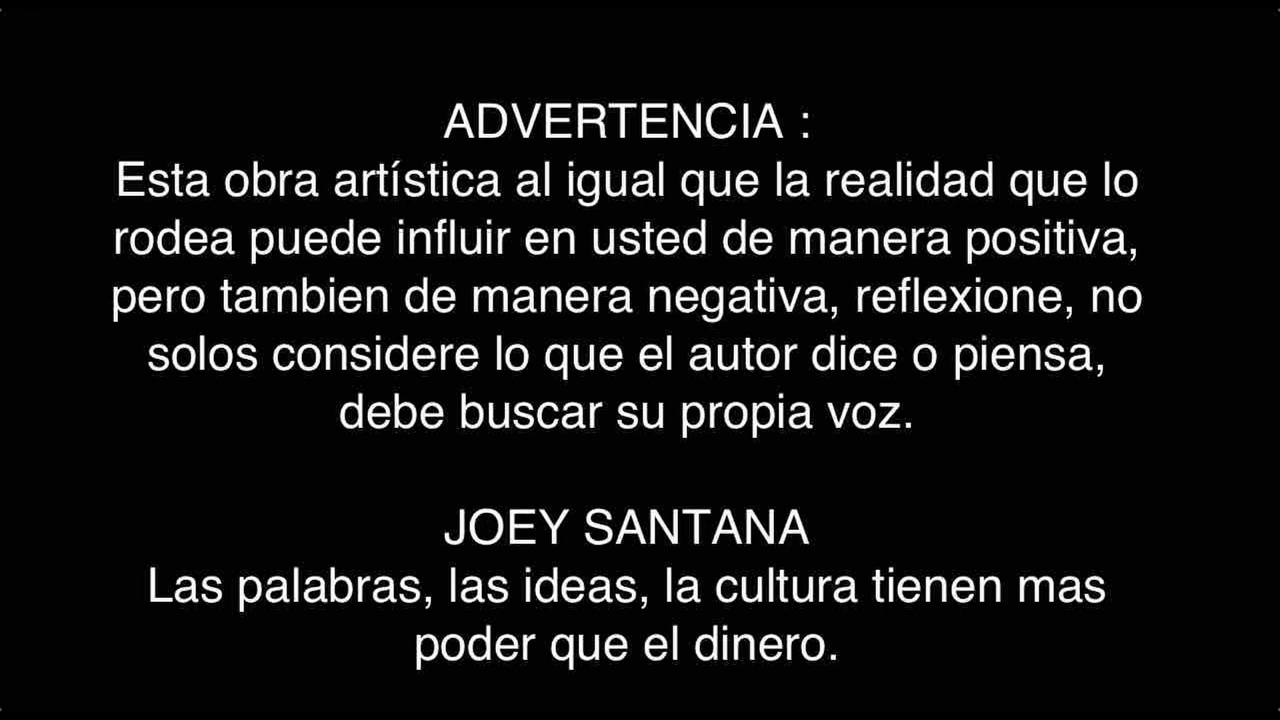 ADVERTENCIA :
Esta obra artística al igual que la realidad que lo
rodea puede influir en usted de manera positiva,
pero tambien de manera negativa, reflexione, no
solos considere lo que el autor dice o piensa,
debe buscar su propia voz.
JOEY SANTANA
Las palabras, las ideas, la cultura tienen mas
poder que el dinero.